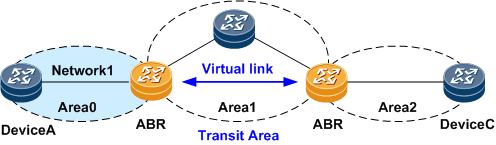 Network1
Virtual link
Area0
Area1
Area2
DeviceA
ABR
Transit Area
ABR
DeviceC